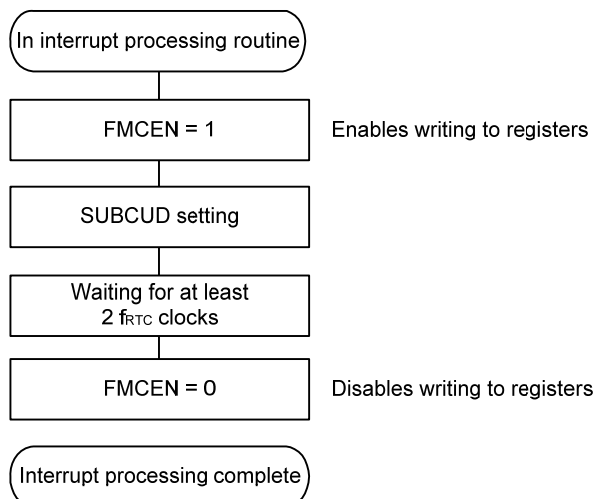 In interrupt processing routine
FMCEN = 1
Enables writing to registers
SUBCUD setting
Waiting for at least
2 fRTC clocks
FMCEN = 0
Disables writing to registers
Interrupt processing complete